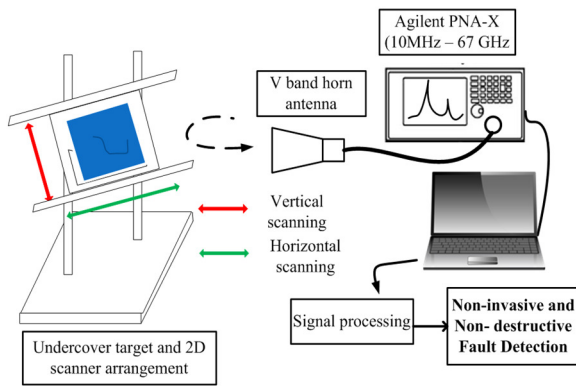 Agilent PNA-X
(10MHz – 67 GHz
V band horn
antenna
Vertical
scanning
Horizontal
scanning
Signal processing
Non-invasive and
Non- destructive
Fault Detection
Undercover target and 2D
scanner arrangement